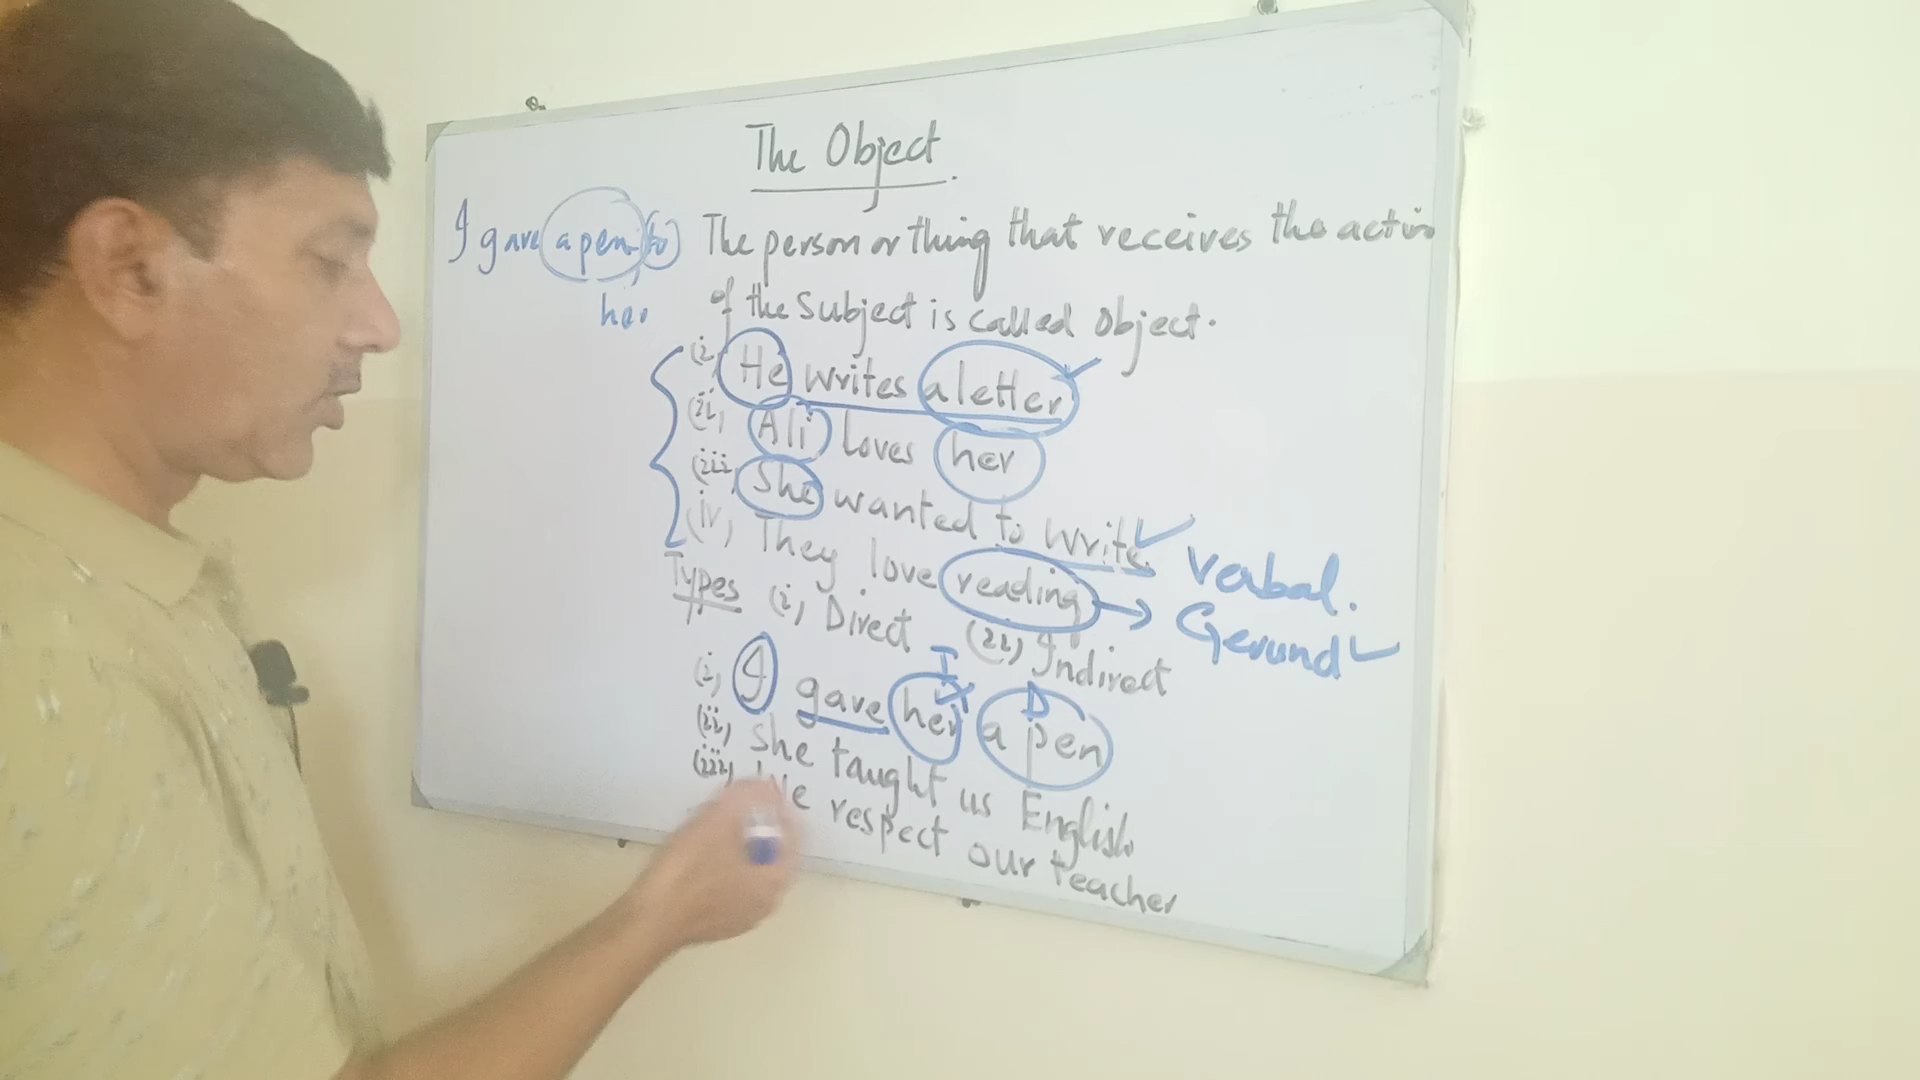 The Object.
I gave a pen to
her
The person or thing that receives the action
of the Subject is called object.
(i) He writes a letter
(ii) Ali loves her
(iii) She wanted to write. Verbal.
(iv) They love reading → Gerund
Types (i) Direct (ii) Indirect
I D
(i) I gave her a pen
(ii) She taught us English
(iii) We respect our teacher